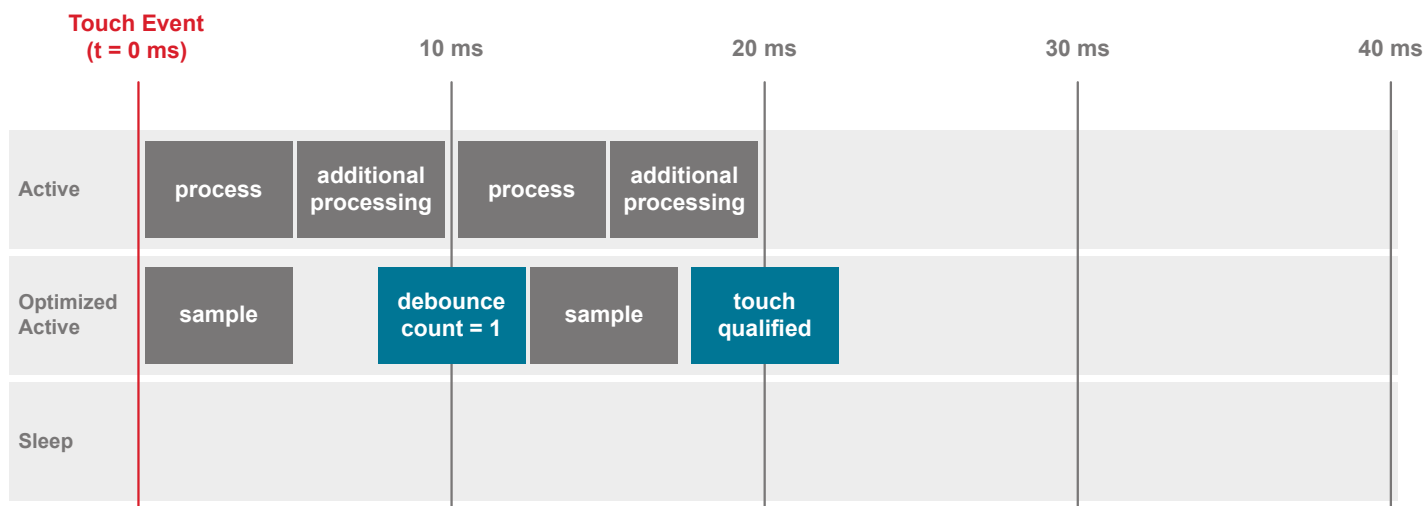 Touch Event
(t = 0 ms)
10 ms
20 ms
30 ms
40 ms
Active
process
additional
processing
process
additional
processing
Optimized
Active
sample
debounce
count = 1
sample
touch
qualified
Sleep